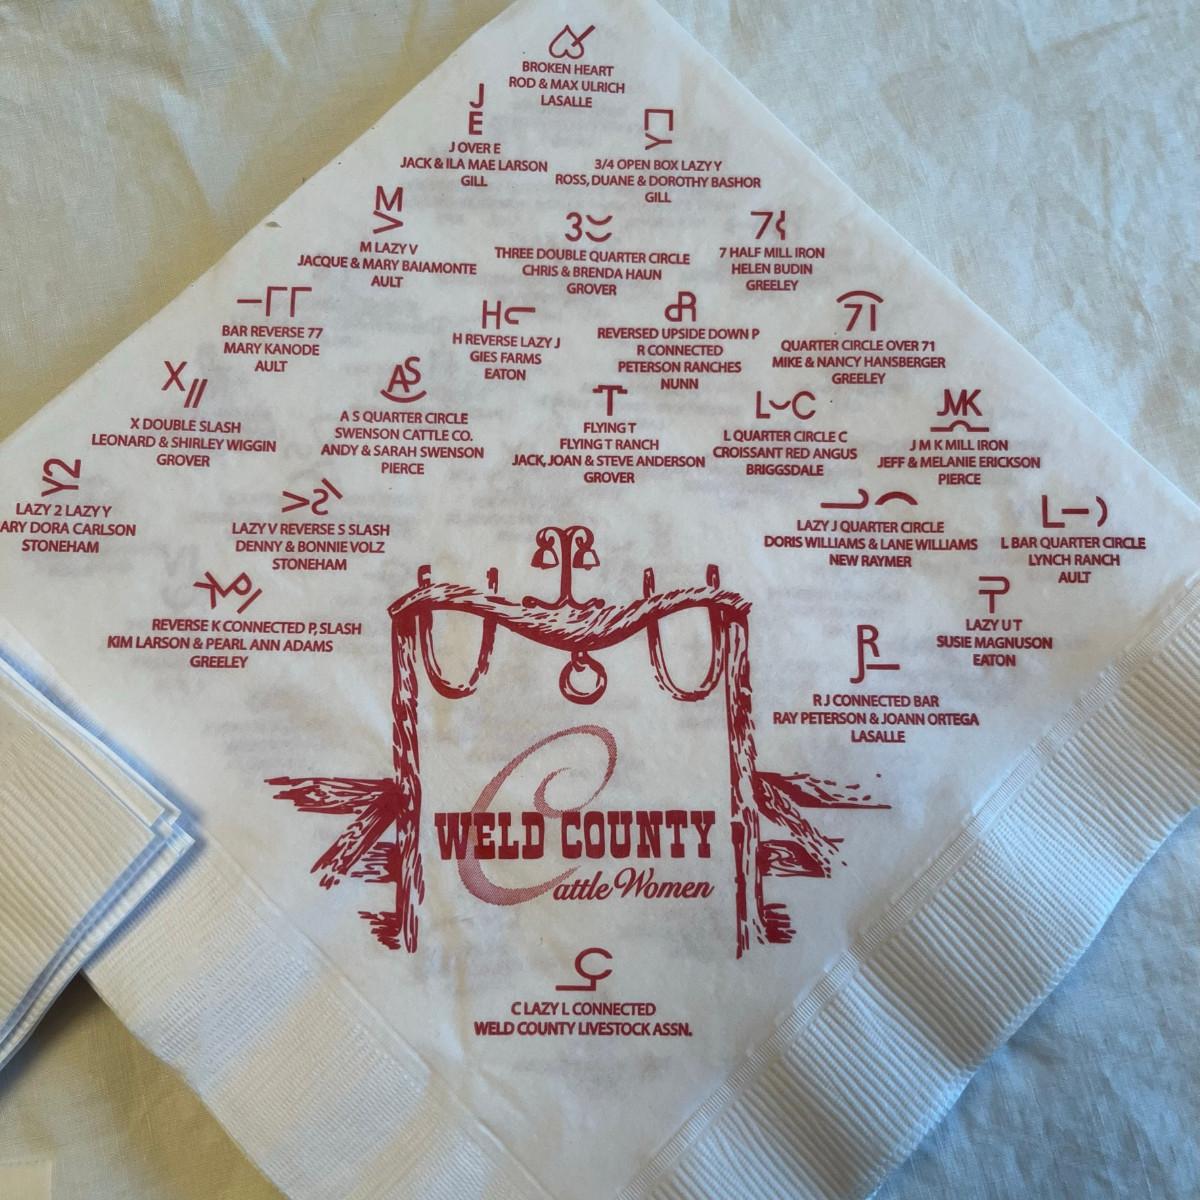 BROKEN HEART
ROD & MAX ULRICH
LASALLE
J
E
J OVER E
JACK & ILA MAE LARSON
GILL
3/4 OPEN BOX LAZY Y
ROSS, DUANE & DOROTHY BASHOR
GILL
M LAZY V
JACQUE & MARY BAIAMONTE
AULT
THREE DOUBLE QUARTER CIRCLE
CHRIS & BRENDA HAUN
GROVER
7 HALF MILL IRON
HELEN BUDIN
GREELEY
BAR REVERSE 77
MARY KANODE
AULT
H REVERSE LAZY J
GIES FARMS
EATON
REVERSED UPSIDE DOWN P
R CONNECTED
PETERSON RANCHES
NUNN
71
QUARTER CIRCLE OVER 71
MIKE & NANCY HANSBERGER
GREELEY
X //
X DOUBLE SLASH
LEONARD & SHIRLEY WIGGIN
GROVER
AS
A S QUARTER CIRCLE
SWENSON CATTLE CO.
ANDY & SARAH SWENSON
PIERCE
FLYING T
FLYING T RANCH
JACK, JOAN & STEVE ANDERSON
GROVER
L C
L QUARTER CIRCLE C
CROISSANT RED ANGUS
BRIGGSDALE
JMK
J M K MILL IRON
JEFF & MELANIE ERICKSON
PIERCE
LAZY 2 LAZY Y
ARY DORA CARLSON
STONEHAM
LAZY V REVERSE S SLASH
DENNY & BONNIE VOLZ
STONEHAM
LAZY J QUARTER CIRCLE
DORIS WILLIAMS & LANE WILLIAMS
NEW RAYMER
L – )
L BAR QUARTER CIRCLE
LYNCH RANCH
AULT
REVERSE K CONNECTED P, SLASH
KIM LARSON & PEARL ANN ADAMS
GREELEY
LAZY U T
SUSIE MAGNUSON
EATON
R J CONNECTED BAR
RAY PETERSON & JOANN ORTEGA
LASALLE
WELD COUNTY
Cattle Women
C LAZY L CONNECTED
WELD COUNTY LIVESTOCK ASSN.